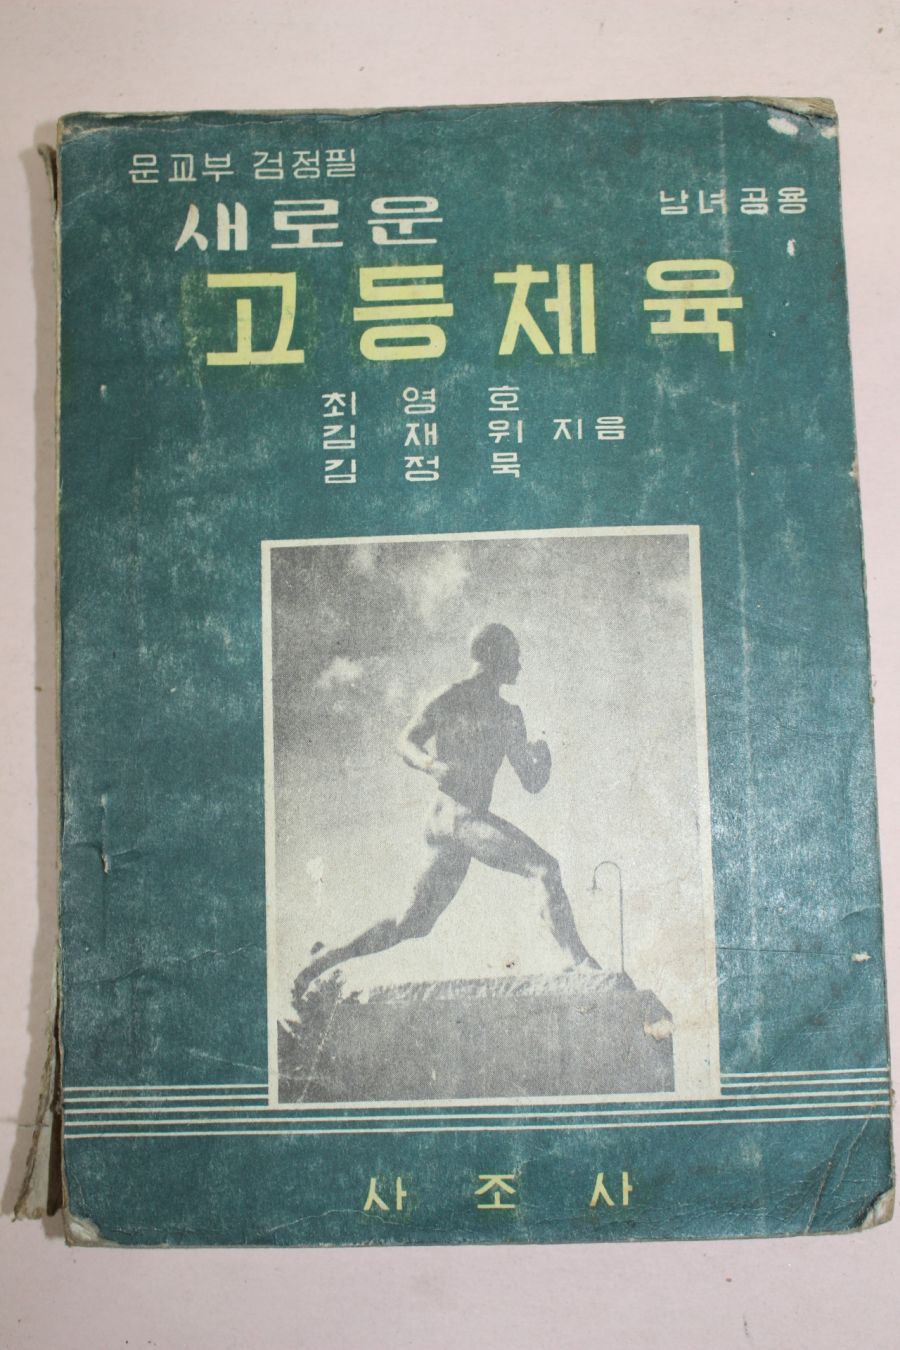 문교부 검정필
남녀공용
새로운
고등체육
최영호
김재위 지음
김정묵
사조사